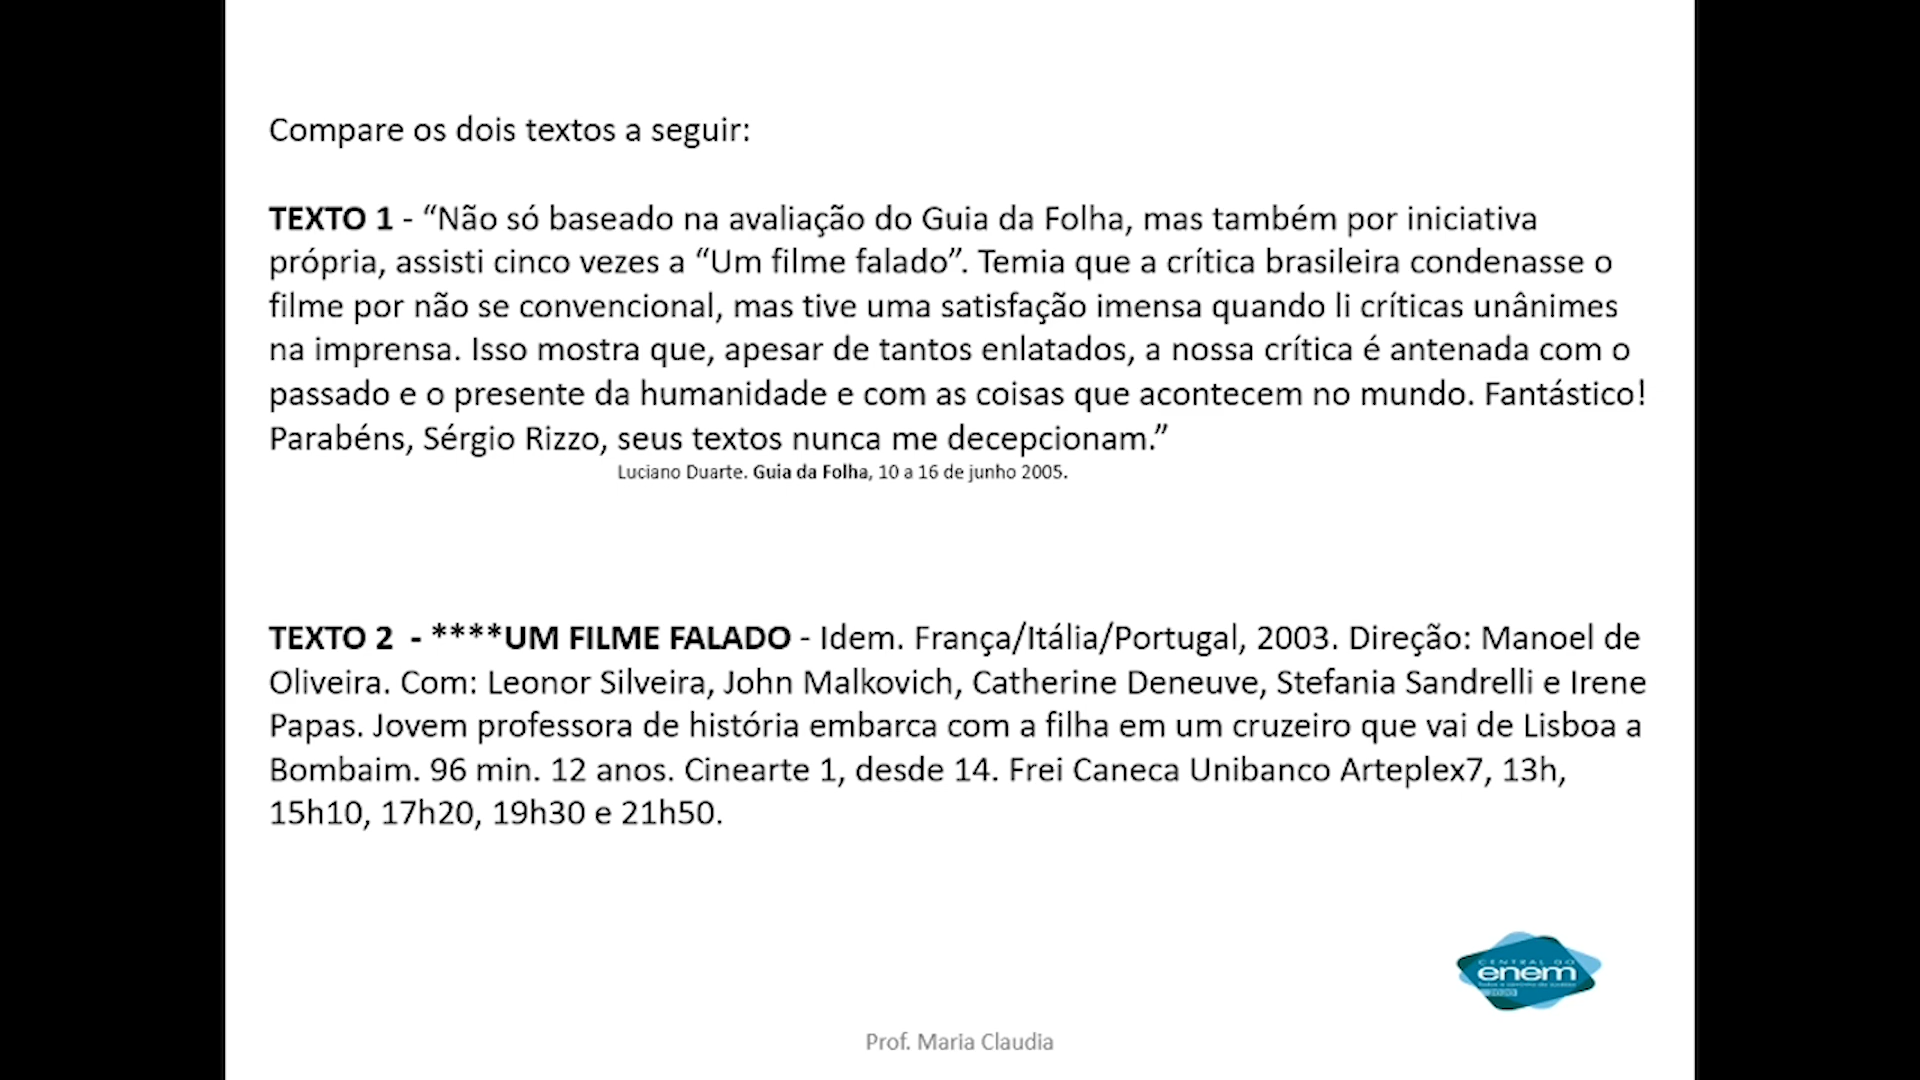 Compare os dois textos a seguir:
TEXTO 1 - “Não só baseado na avaliação do Guia da Folha, mas também por iniciativa
própria, assisti cinco vezes a “Um filme falado”. Temia que a crítica brasileira condenasse o
filme por não se convencional, mas tive uma satisfação imensa quando li críticas unânimes
na imprensa. Isso mostra que, apesar de tantos enlatados, a nossa crítica é antenada com o
passado e o presente da humanidade e com as coisas que acontecem no mundo. Fantástico!
Parabéns, Sérgio Rizzo, seus textos nunca me decepcionam.”
Luciano Duarte. Guia da Folha, 10 a 16 de junho 2005.
TEXTO 2 - ****UM FILME FALADO - Idem. França/Itália/Portugal, 2003. Direção: Manoel de
Oliveira. Com: Leonor Silveira, John Malkovich, Catherine Deneuve, Stefania Sandrelli e Irene
Papas. Jovem professora de história embarca com a filha em um cruzeiro que vai de Lisboa a
Bombaim. 96 min. 12 anos. Cinearte 1, desde 14. Frei Caneca Unibanco Arteplex7, 13h,
15h10, 17h20, 19h30 e 21h50.
CENTRAL DO
enem
Prof. Maria Claudia